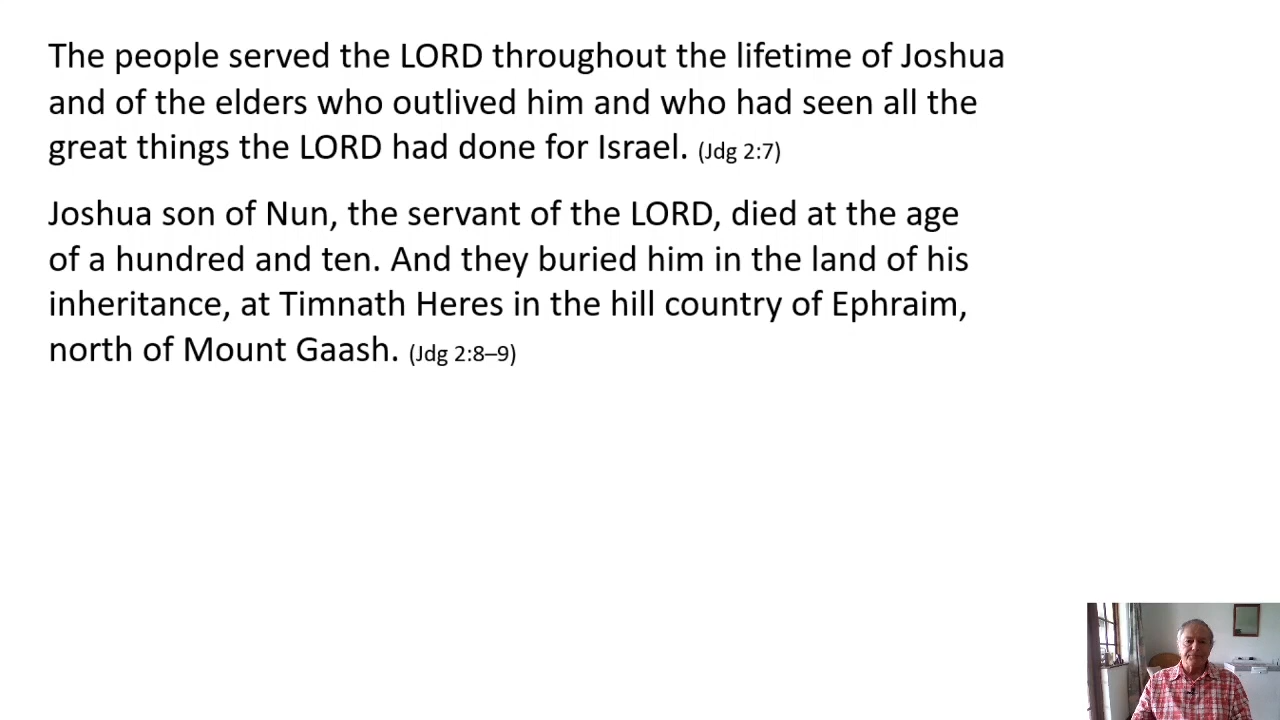 The people served the LORD throughout the lifetime of Joshua
and of the elders who outlived him and who had seen all the
great things the LORD had done for Israel. (Jdg 2:7)
Joshua son of Nun, the servant of the LORD, died at the age
of a hundred and ten. And they buried him in the land of his
inheritance, at Timnath Heres in the hill country of Ephraim,
north of Mount Gaash. (Jdg 2:8–9)